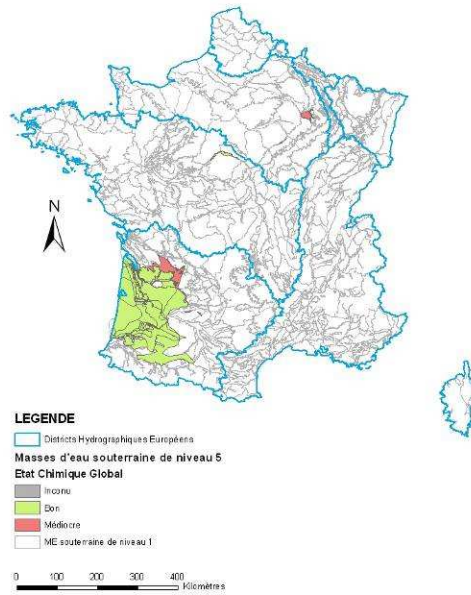 N
LEGENDE
Districts Hydrographiques Européens
Masses d'eau souterraine de niveau 5
Etat Chimique Global
Inconu
Bon
Médiocre
ME souterraine de niveau 1
0 100 200 300 400
Kilomètres